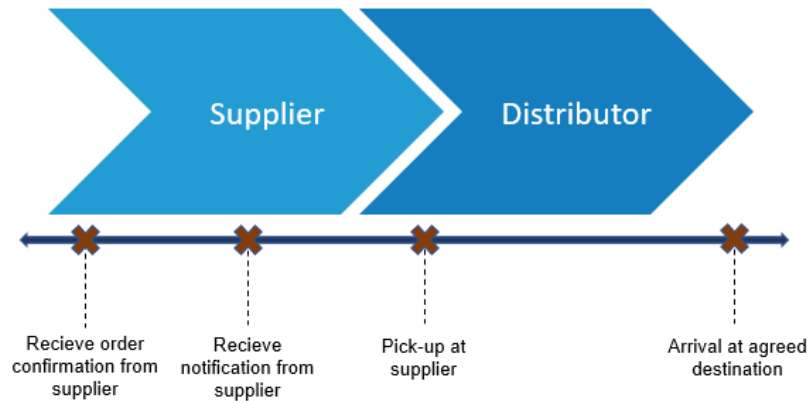 Supplier
Distributor
Recieve order
confirmation from
supplier
Recieve
notification from
supplier
Pick-up at
supplier
Arrival at agreed
destination